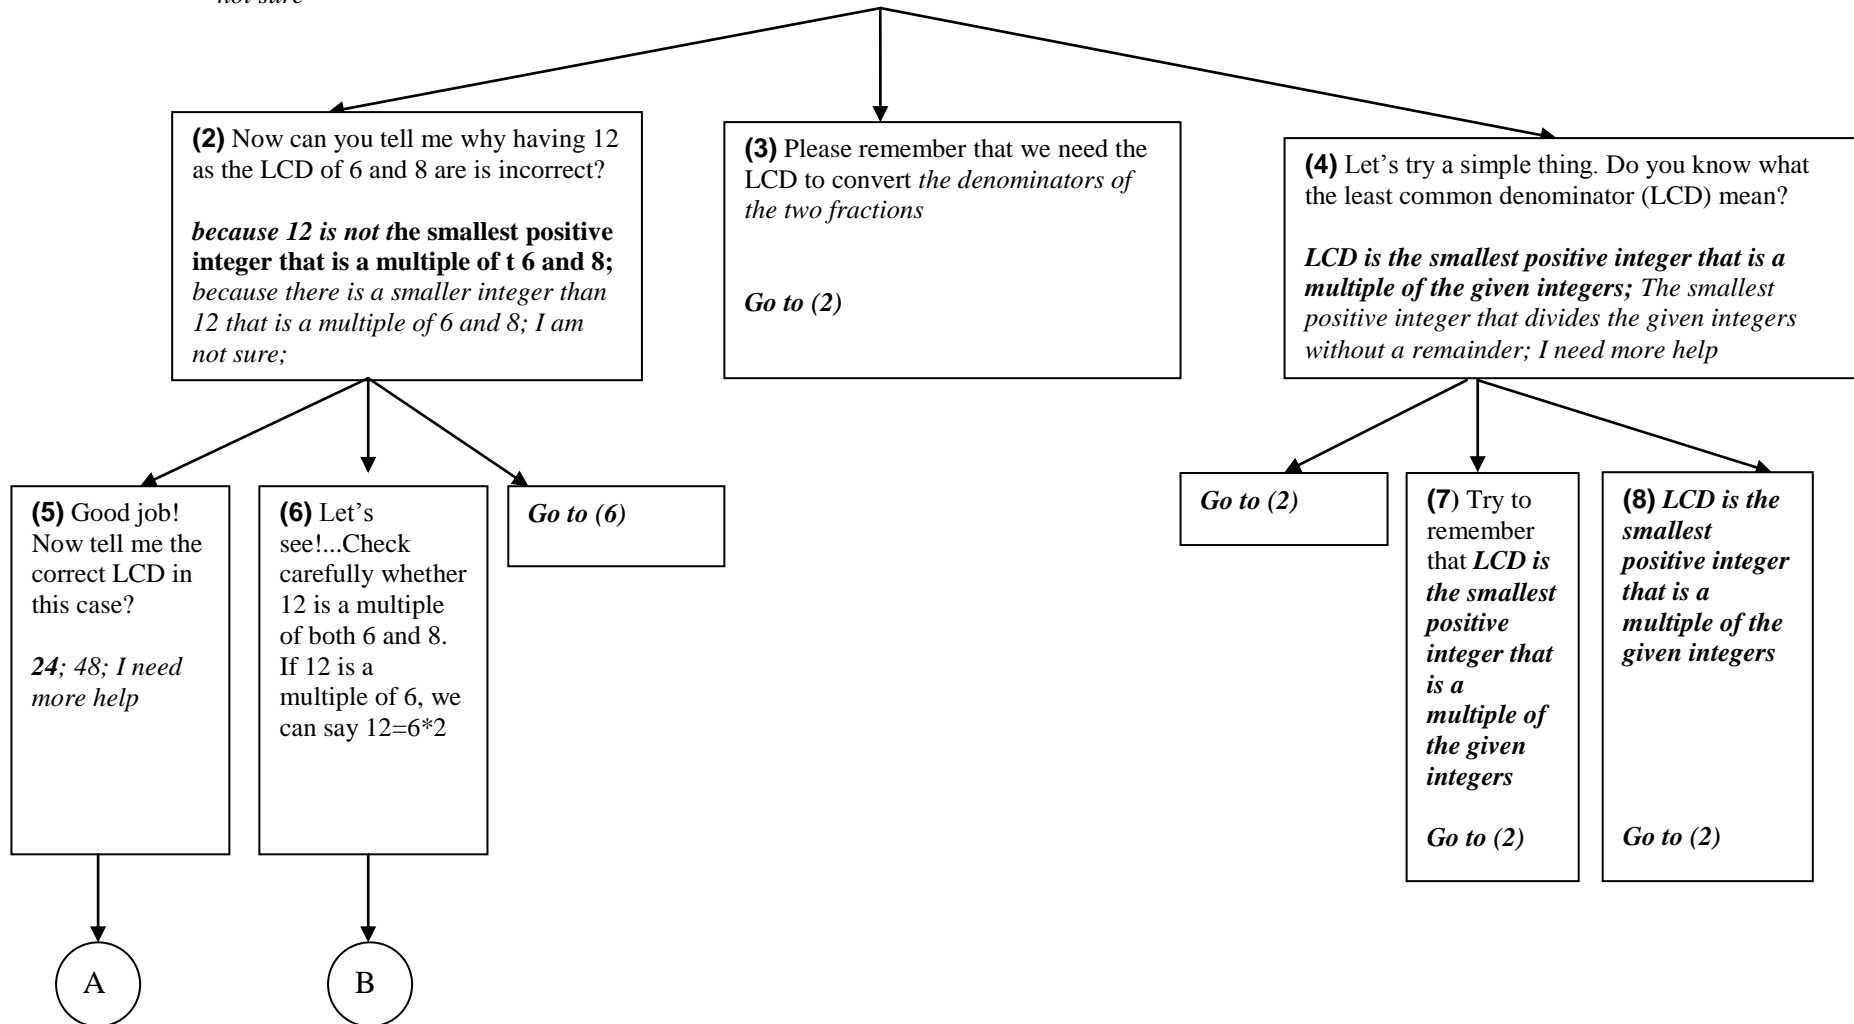 not sure
(2) Now can you tell me why having 12
as the LCD of 6 and 8 are is incorrect?
because 12 is not the smallest positive
integer that is a multiple of t 6 and 8;
because there is a smaller integer than
12 that is a multiple of 6 and 8; I am
not sure;
(3) Please remember that we need the
LCD to convert the denominators of
the two fractions
Go to (2)
(4) Let's try a simple thing. Do you know what
the least common denominator (LCD) mean?
LCD is the smallest positive integer that is a
multiple of the given integers; The smallest
positive integer that divides the given integers
without a remainder; I need more help
(5) Good job!
Now tell me the
correct LCD in
this case?
24; 48; I need
more help
(6) Let's
see!...Check
carefully whether
12 is a multiple
of both 6 and 8.
If 12 is a
multiple of 6, we
can say 12=6*2
Go to (6)
Go to (2)
(7) Try to
remember
that LCD is
the smallest
positive
integer that
is a
multiple of
the given
integers
Go to (2)
(8) LCD is the
smallest
positive integer
that is a
multiple of the
given integers
Go to (2)
A
B